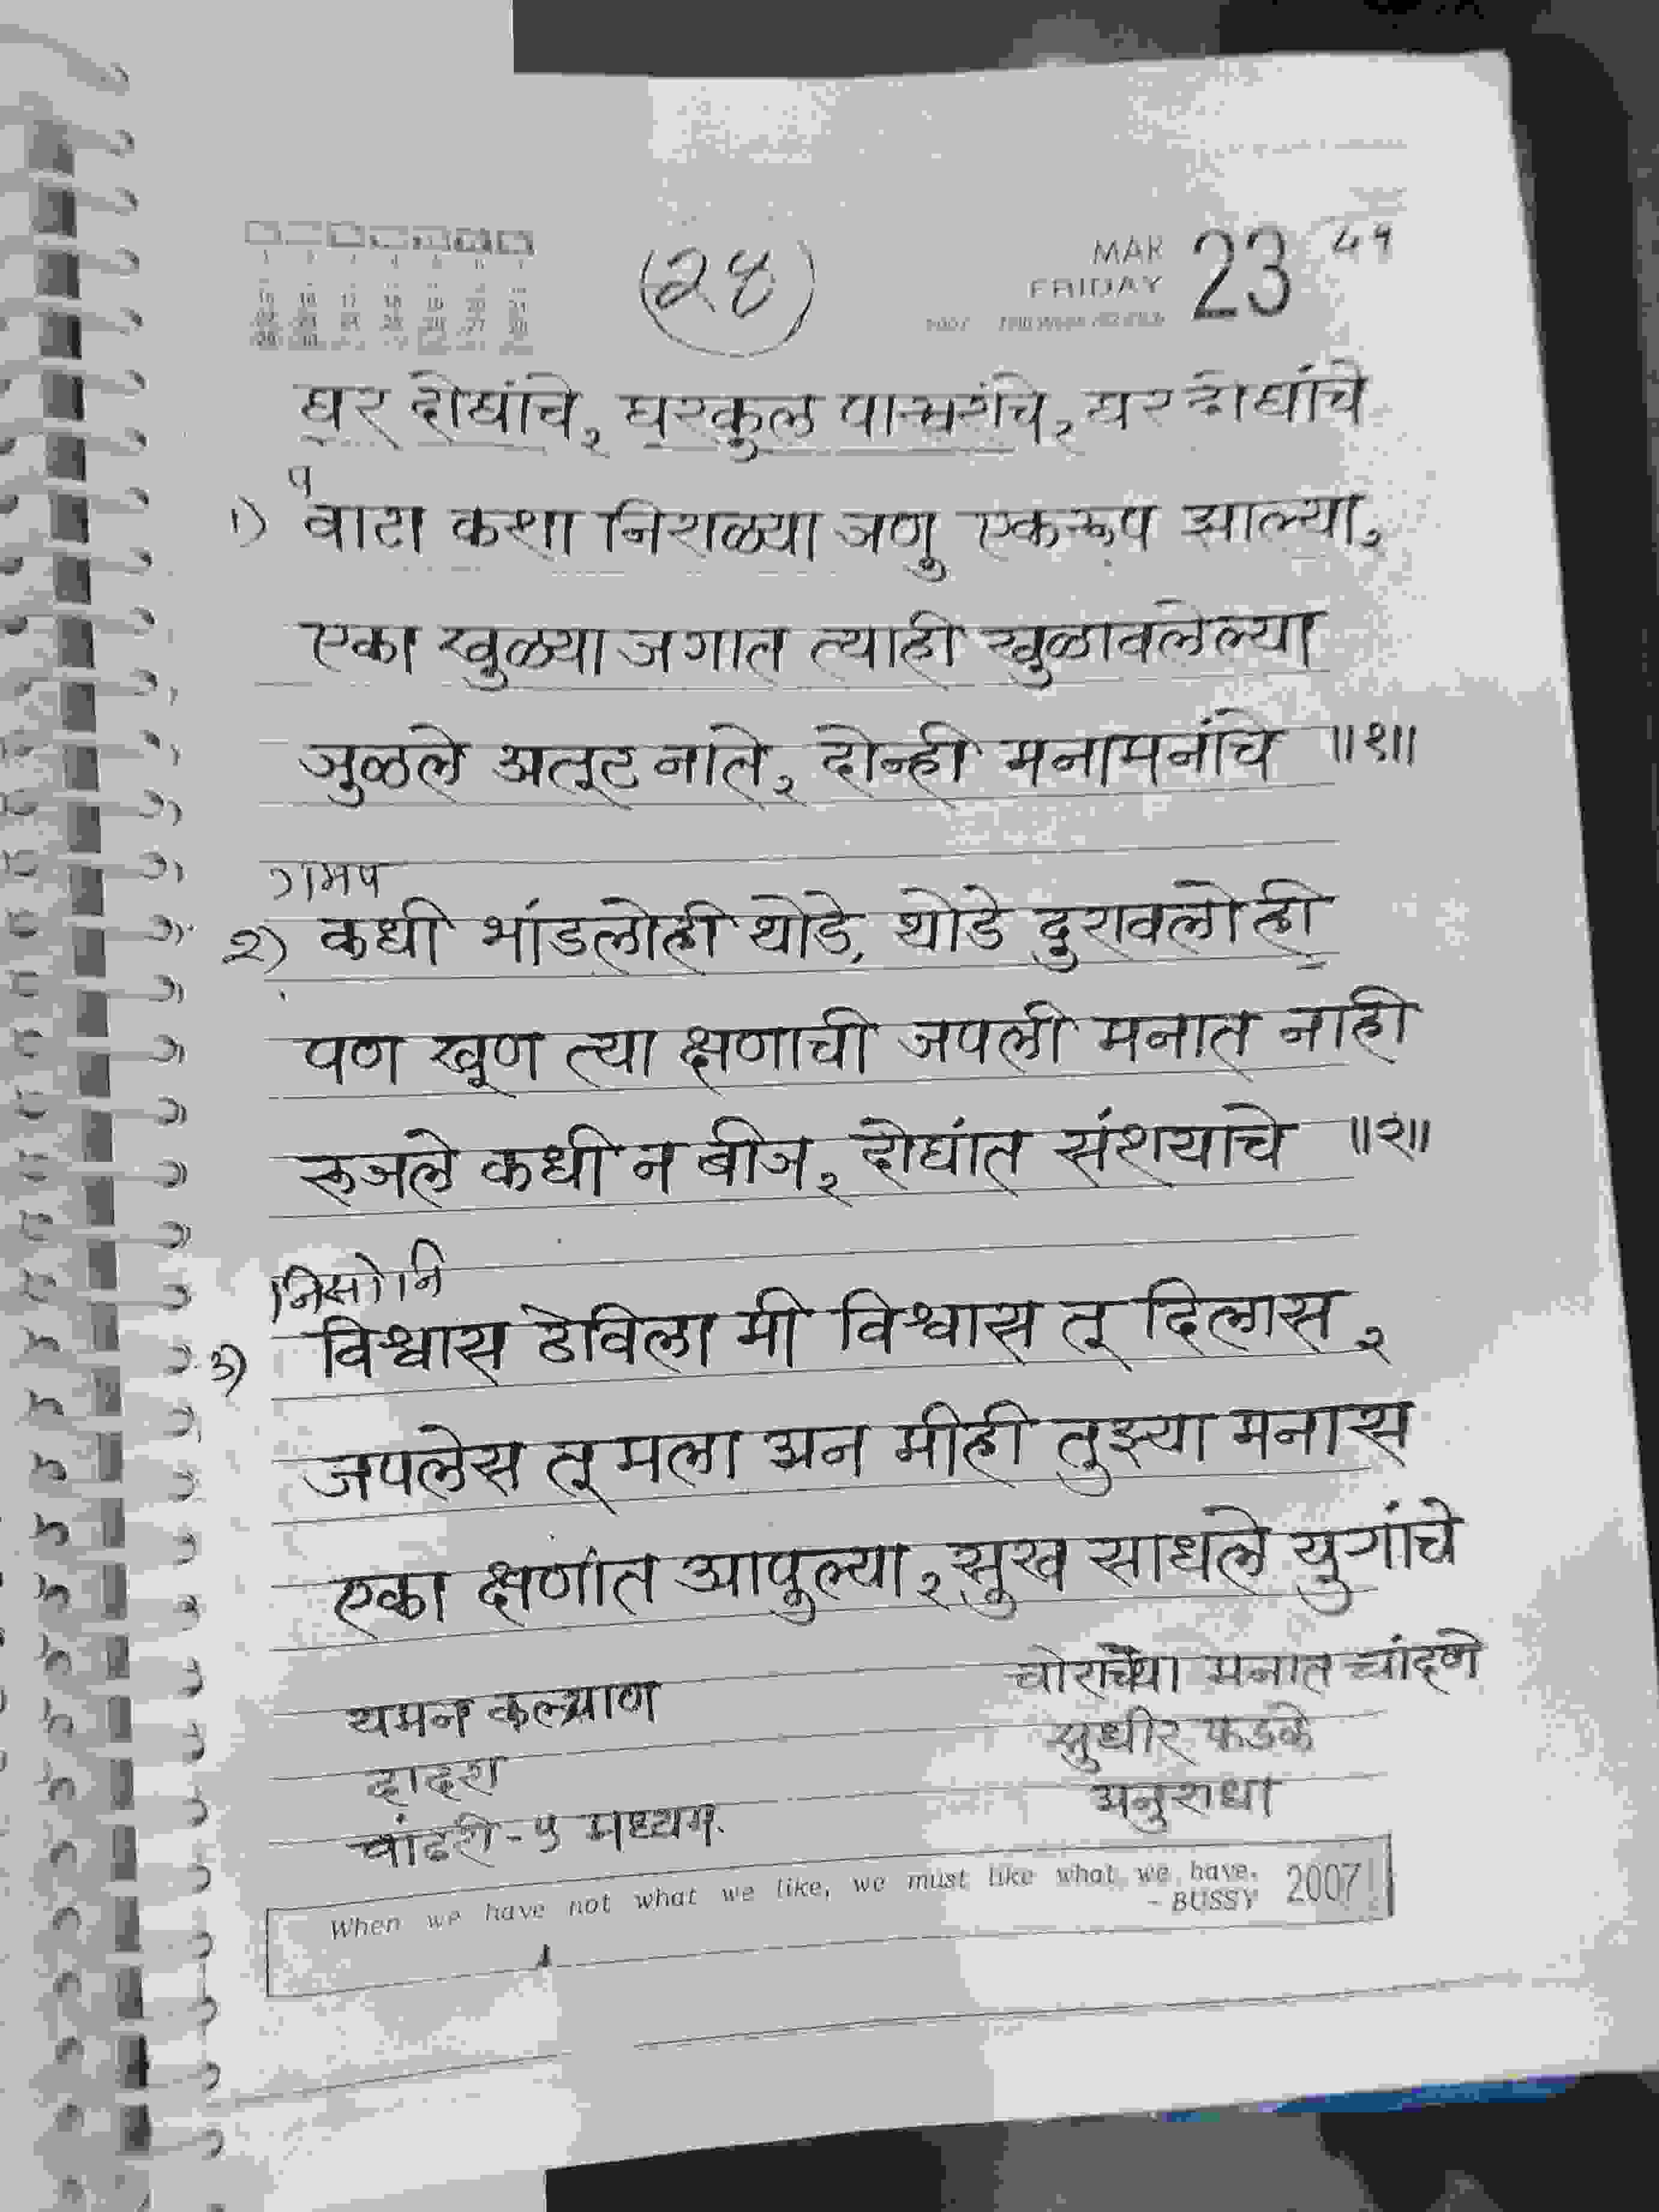 (28)
MAR 23
FRIDAY
घर दोघांचे, घरकुल पाखरांचे, घर दोघांचे
प
१) वाटा कशा निराळ्या जणु एकरूप झाल्या,
एका खुळ्या जगात त्याही खुळावलेल्या
जुळले अतूट नाते, दोन्ही मनामनांचे ॥१॥
गमप
२) कधी भांडलोही थोडे, थोडे दुरावलोही
पण खूण त्या क्षणाची जपली मनात नाही
रूजले कधी न बीज, दोघांत संशयाचे ॥२॥
३) विश्वास ठेविला मी विश्वास तू दिलास,
जपलेस तू मला अन मीही तुझ्या मनास
एका क्षणांत आपुल्या, सुख साधले युगांचे
यमन कल्याण
चोराच्या मनात चांदणे
दादरा
सुधीर फडके
अनुराधा
पांढरी - ५ मध्यम.
When we have not what we like, we must like what we have.
- BUSSY
2007